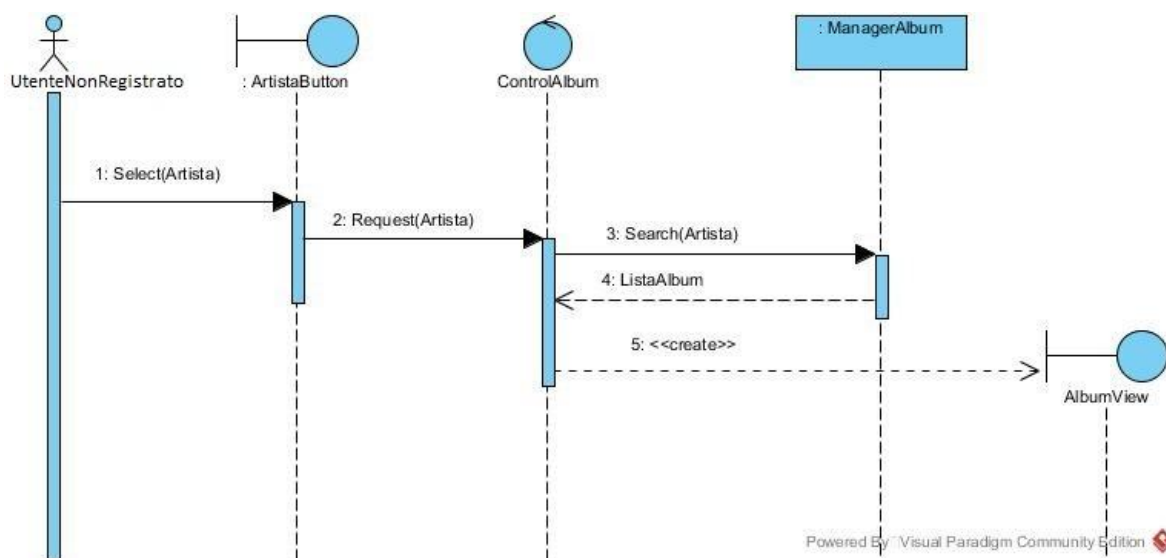 : ManagerAlbum
UtenteNonRegistrato
: ArtistaButton
ControlAlbum
1: Select(Artista)
2: Request(Artista)
3: Search(Artista)
4: ListaAlbum
5: <<create>>
AlbumView
Powered By Visual Paradigm Community Edition